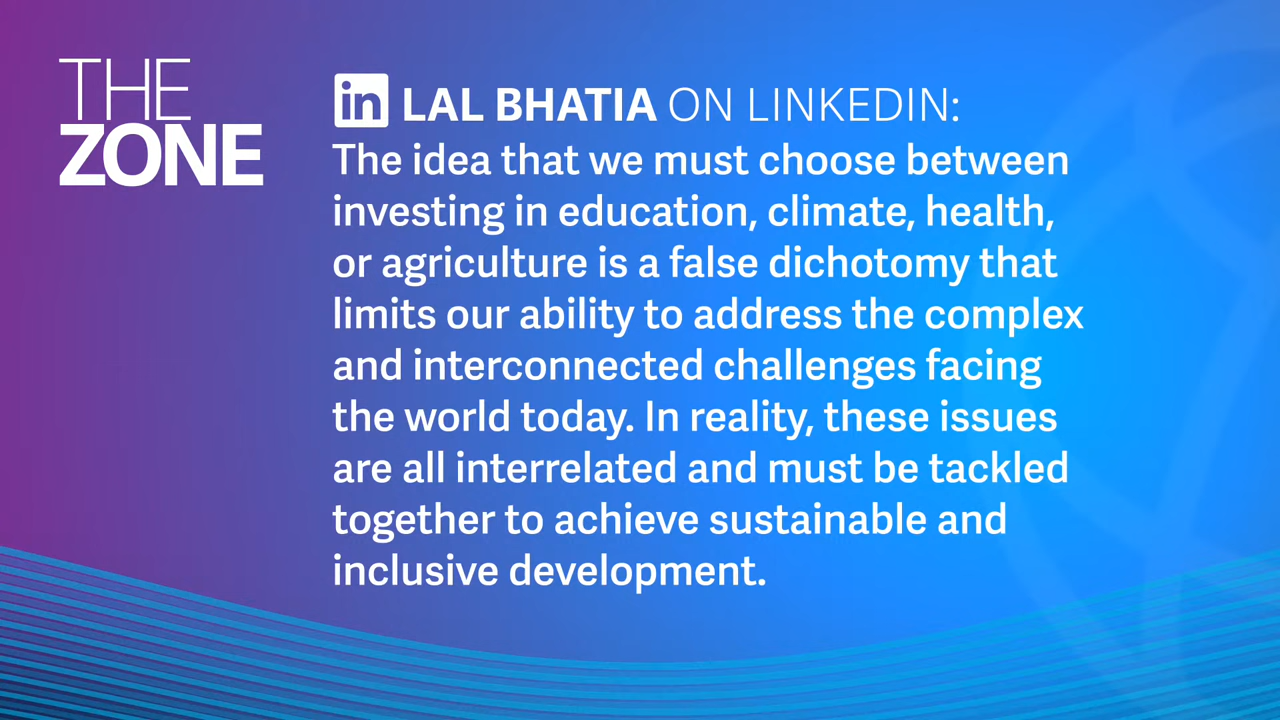 THE
ZONE
in LAL BHATIA ON LINKEDIN:
The idea that we must choose between
investing in education, climate, health,
or agriculture is a false dichotomy that
limits our ability to address the complex
and interconnected challenges facing
the world today. In reality, these issues
are all interrelated and must be tackled
together to achieve sustainable and
inclusive development.